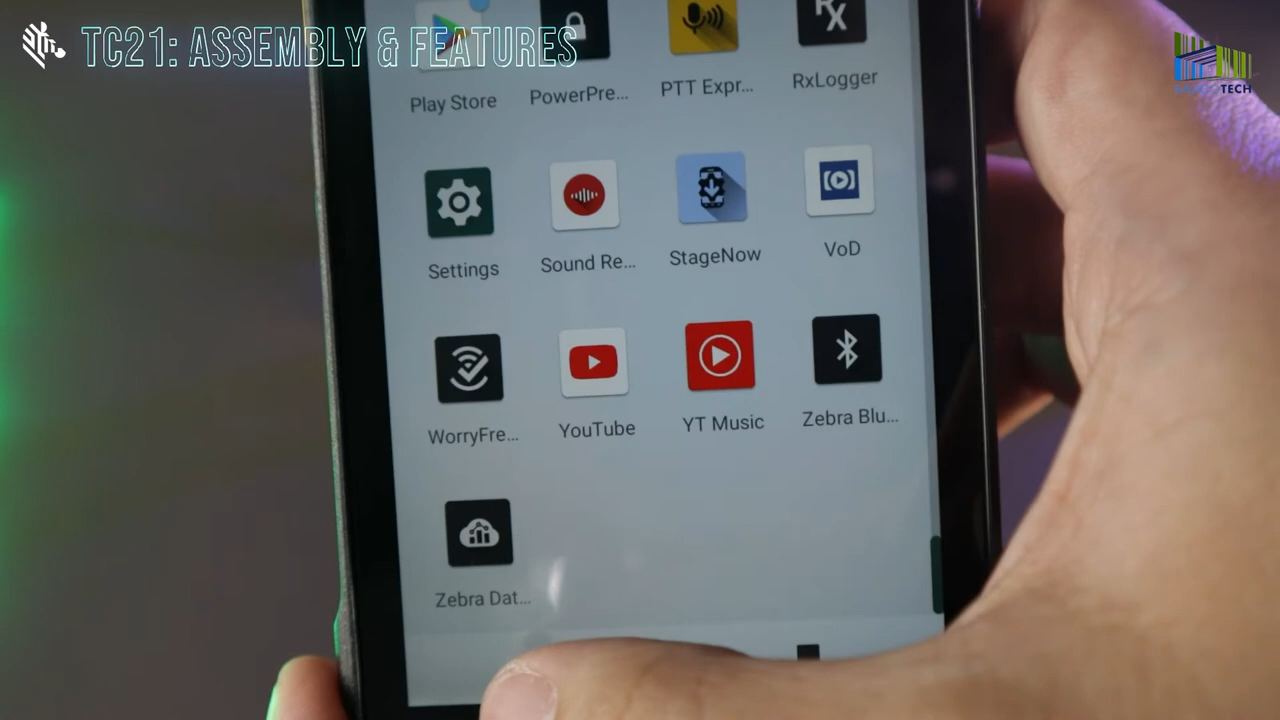 TC21: ASSEMBLY & FEATURES
TECH
Play Store
PowerPre...
PTT Expr...
RxLogger
Settings
Sound Re...
StageNow
VoD
WorryFre...
YouTube
YT Music
Zebra Blu...
Zebra Dat...